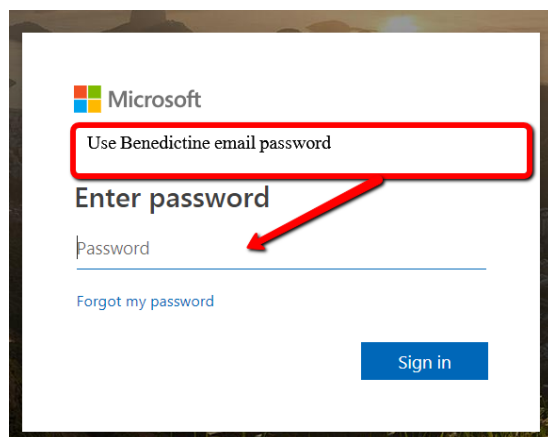 Microsoft
Use Benedictine email password
Enter password
Password
Forgot my password
Sign in